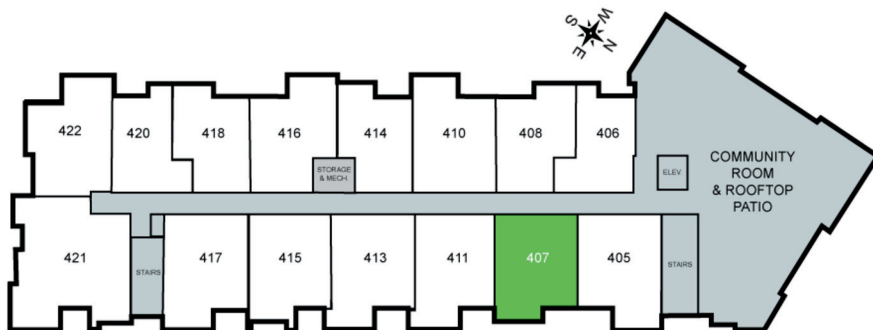 W
S
N
E
422
420
418
416
414
410
408
406
STORAGE
& MECH.
ELEV.
COMMUNITY
ROOM
& ROOFTOP
PATIO
421
STAIRS
417
415
413
411
407
405
STAIRS